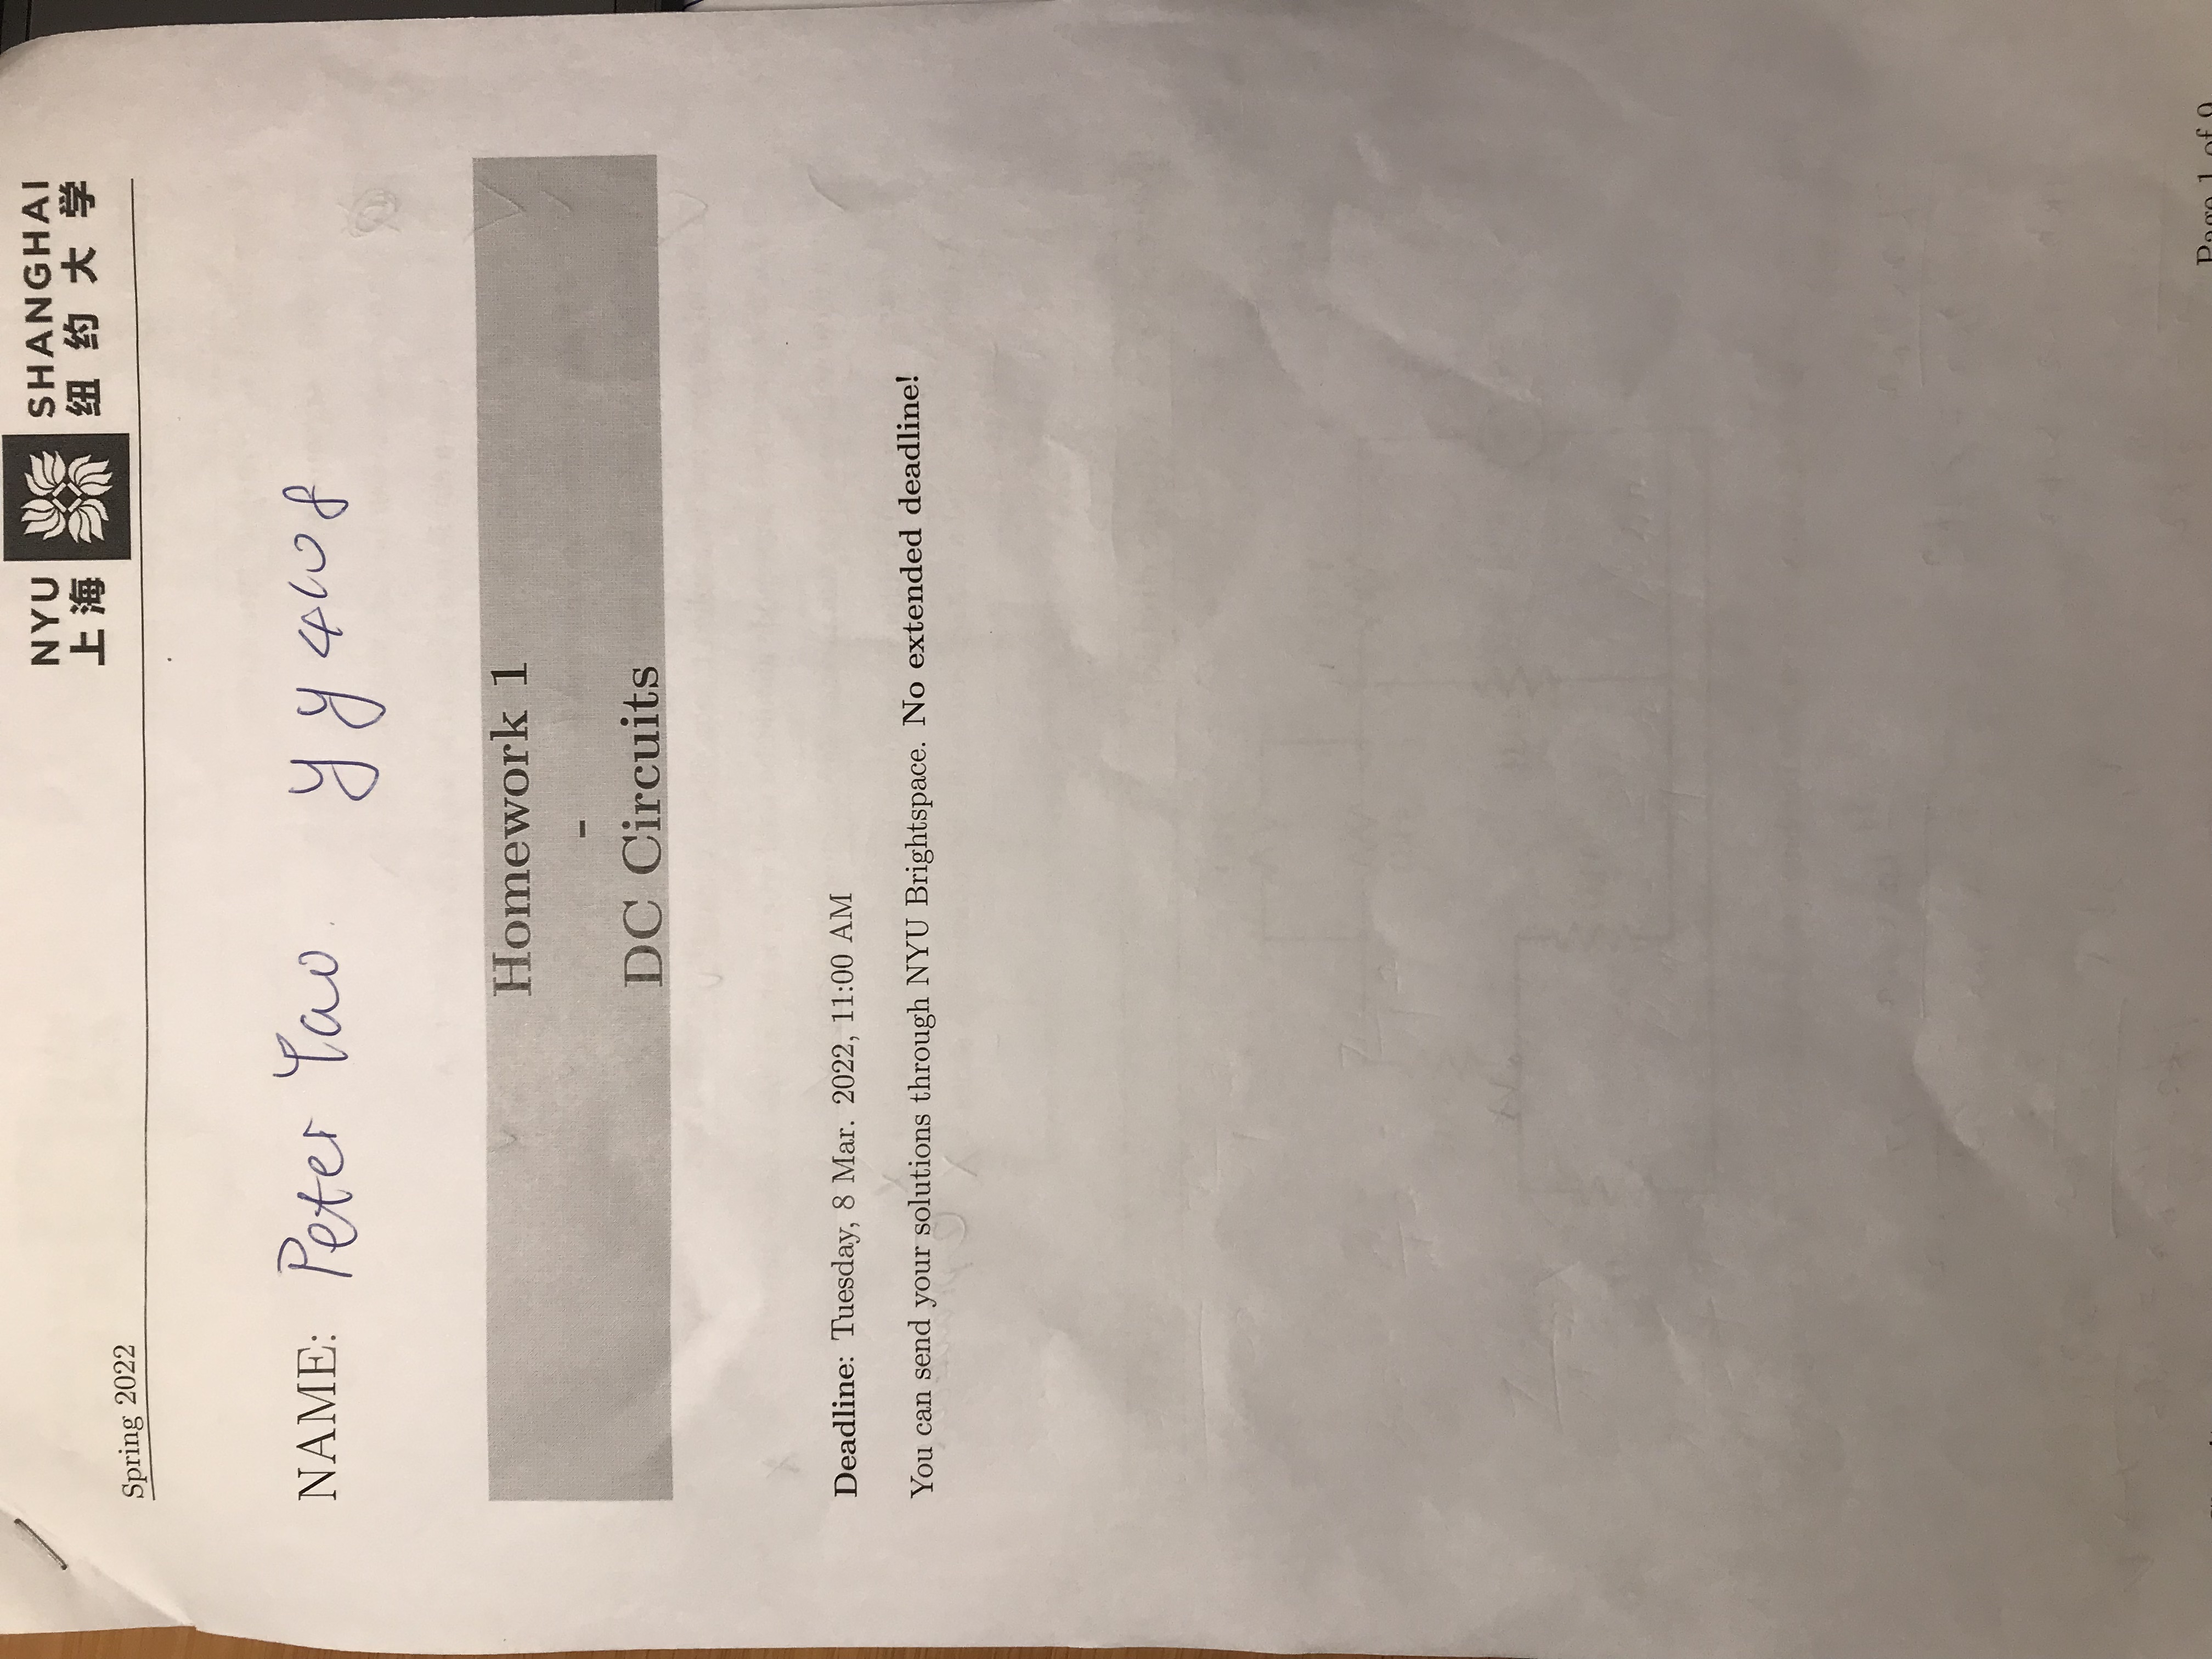 NYU SHANGHAI
上海 纽约大学
Spring 2022
NAME: Peter Yao yy4108
Homework 1
-
DC Circuits
Deadline: Tuesday, 8 Mar. 2022, 11:00 AM
You can send your solutions through NYU Brightspace. No extended deadline!
Page 1 of 9